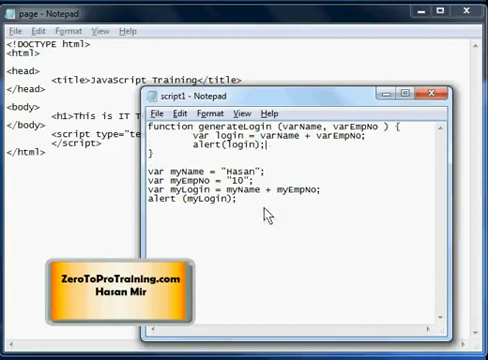 page - Notepad
File Edit Format View Help
<!DOCTYPE html>
<html>
<head>
<title>JavaScript Training</title>
</head>
<body>
<h1>This is IT T
<script type="te
</script>
</html>
script1 - Notepad
File Edit Format View Help
function generateLogin (varName, varEmpNo ) {
var login = varName + varEmpNo;
alert(login);
}
var myName = "Hasan";
var myEmpNo = "10";
var myLogin = myName + myEmpNo;
alert (myLogin);
ZeroToProTraining.com
Hasan Mir